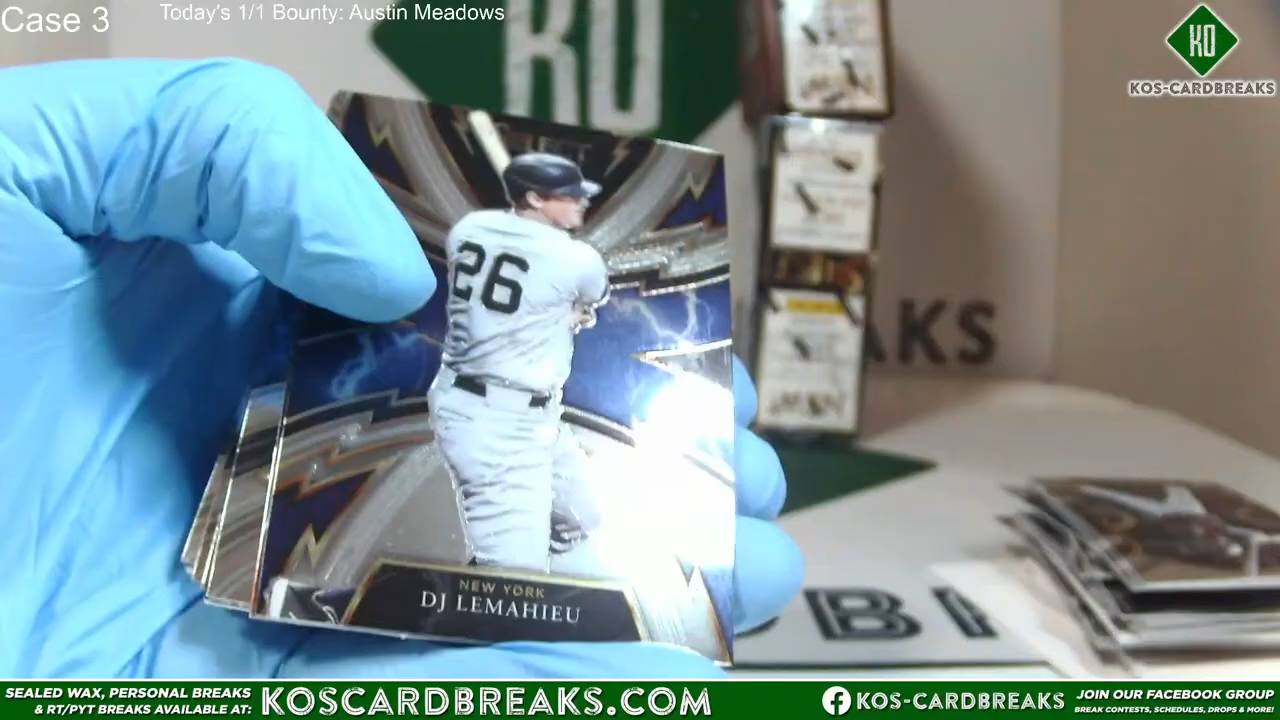 Case 3
Today's 1/1 Bounty: Austin Meadows
KO
KOS-CARDBREAKS
KO
26
NEW YORK
DJ LEMAHIEU
AKS
SEALED WAX, PERSONAL BREAKS
& RT/PYT BREAKS AVAILABLE AT:
KOSCARDBREAKS.COM
KOS-CARDBREAKS
JOIN OUR FACEBOOK GROUP
BREAK CONTESTS, SCHEDULES, DROPS & MORE!